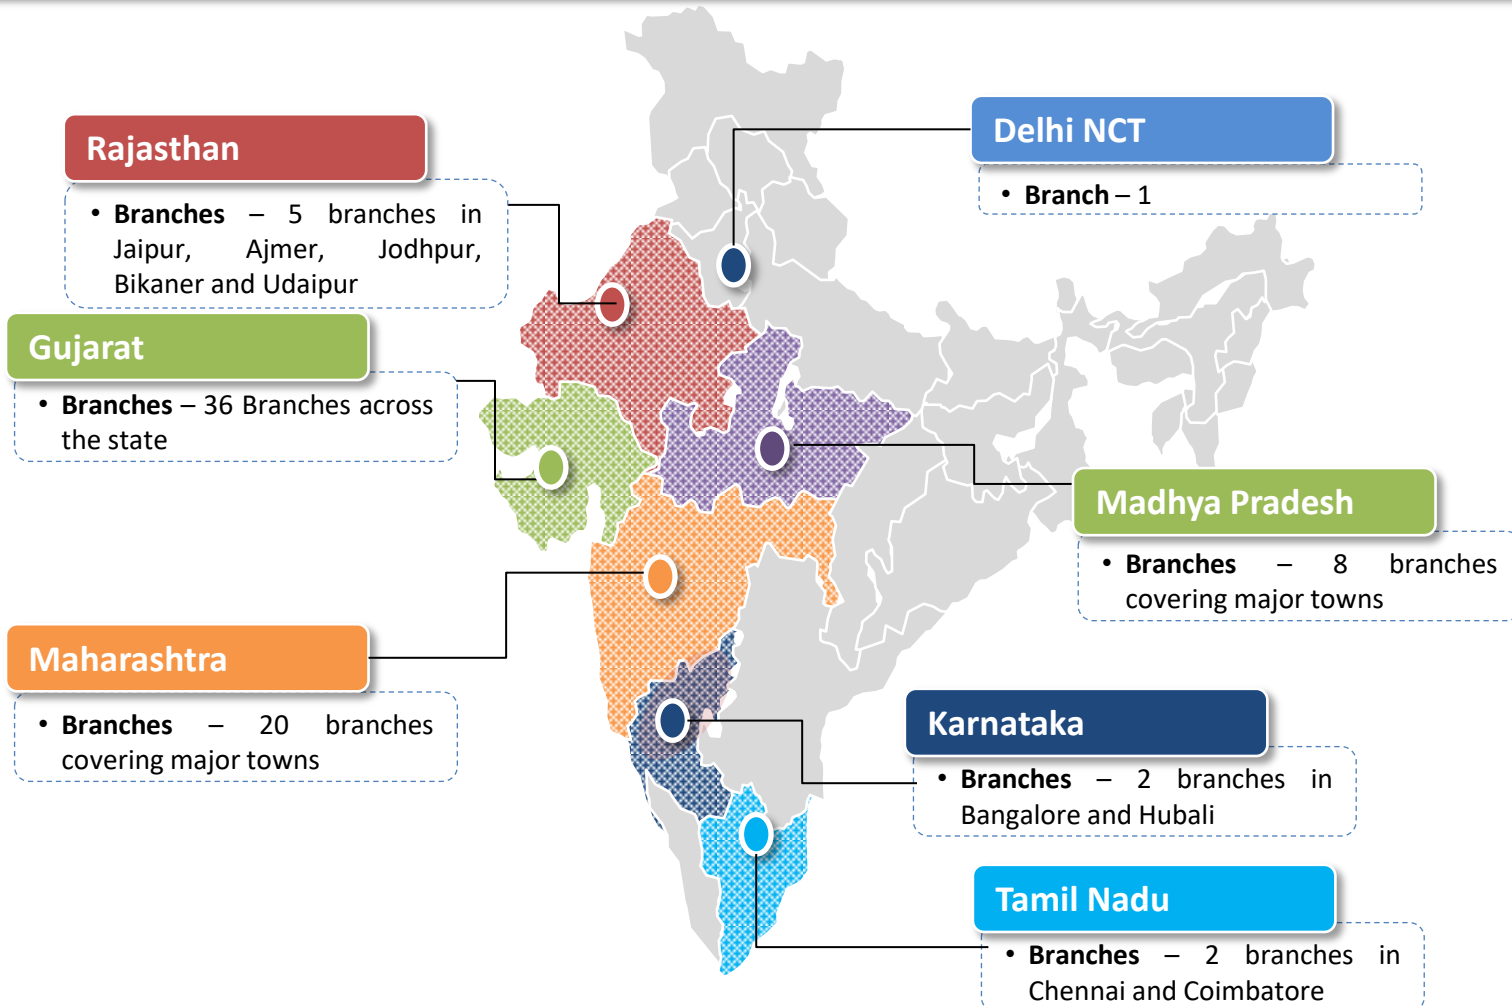 Rajasthan
• Branches – 5 branches in
Jaipur, Ajmer, Jodhpur,
Bikaner and Udaipur
Gujarat
• Branches – 36 Branches across
the state
Maharashtra
• Branches – 20 branches
covering major towns
Delhi NCT
• Branch – 1
Madhya Pradesh
• Branches – 8 branches
covering major towns
Karnataka
• Branches – 2 branches in
Bangalore and Hubali
Tamil Nadu
• Branches – 2 branches in
Chennai and Coimbatore